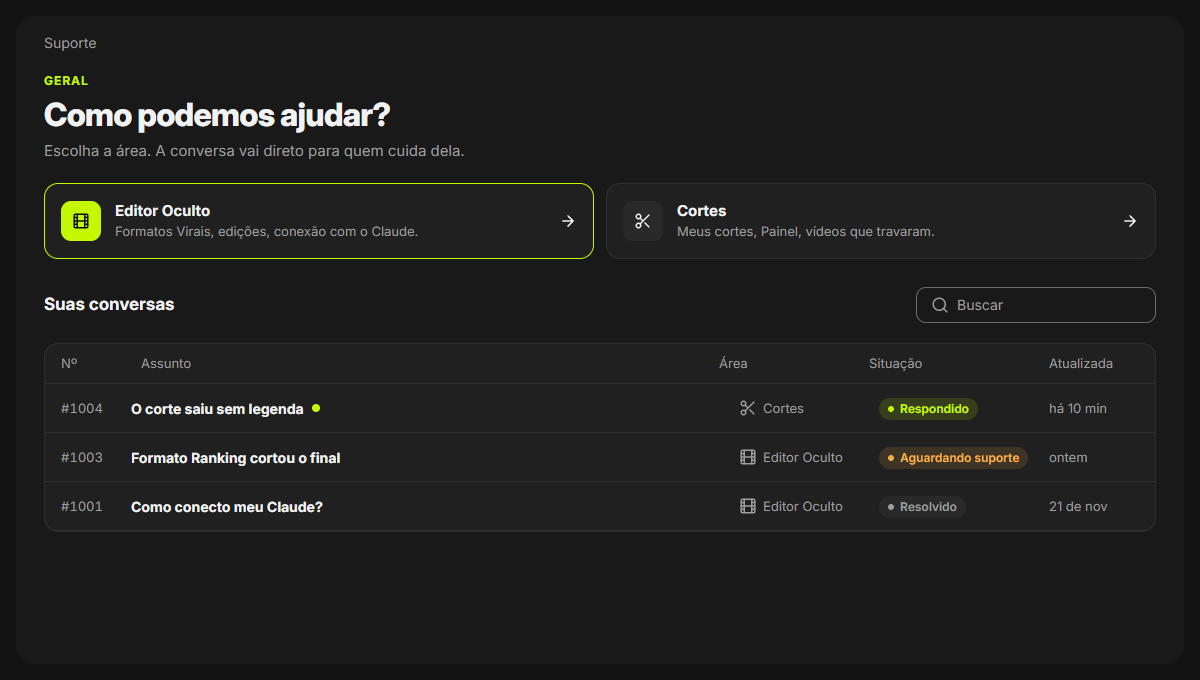 Suporte
GERAL
Como podemos ajudar?
Escolha a área. A conversa vai direto para quem cuida dela.
Editor Oculto
Formatos Virais, edições, conexão com o Claude.
Cortes
Meus cortes, Painel, vídeos que travaram.
Suas conversas
Buscar
Nº Assunto Área Situação Atualizada
#1004 O corte saiu sem legenda Cortes Respondido há 10 min
#1003 Formato Ranking cortou o final Editor Oculto Aguardando suporte ontem
#1001 Como conecto meu Claude? Editor Oculto Resolvido 21 de nov